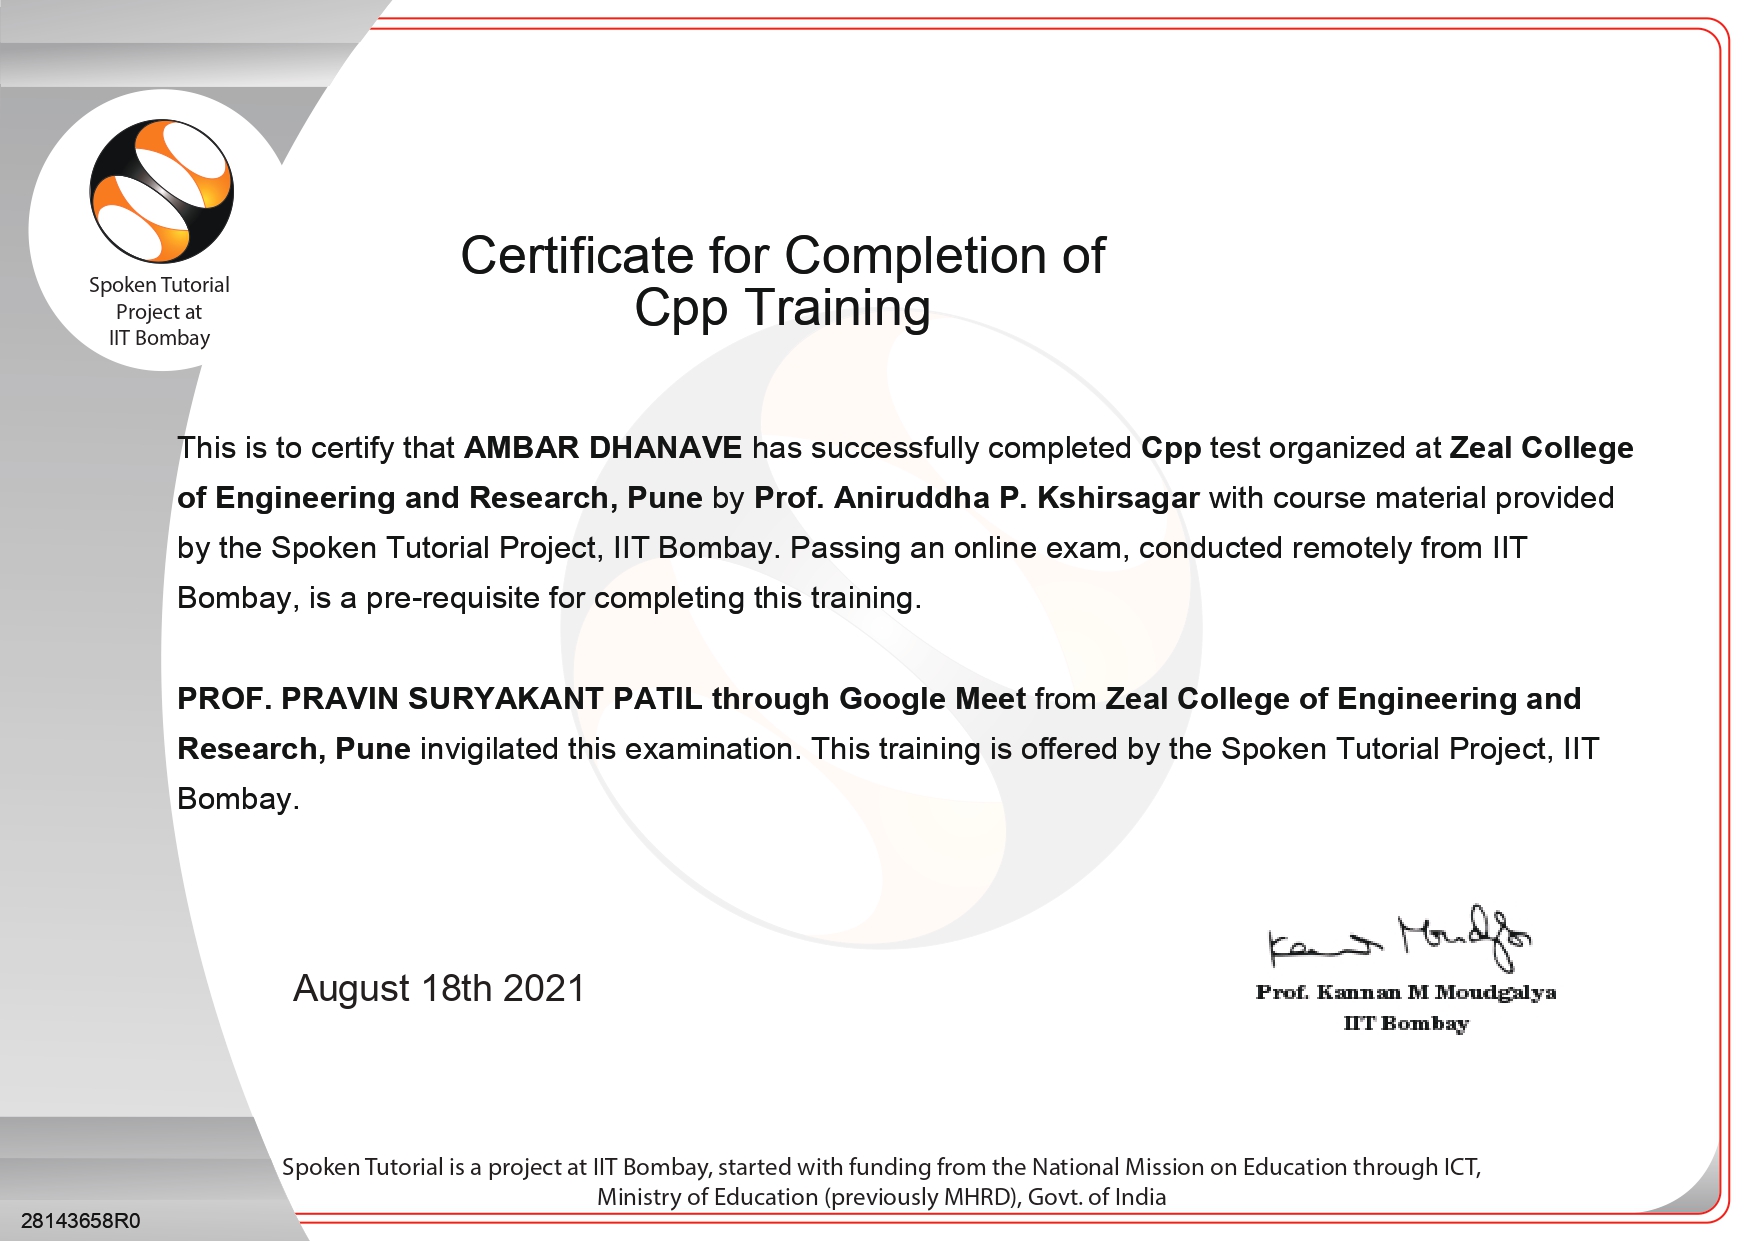 Spoken Tutorial
Project at
IIT Bombay
Certificate for Completion of
Cpp Training
This is to certify that AMBAR DHANAVE has successfully completed Cpp test organized at Zeal College
of Engineering and Research, Pune by Prof. Aniruddha P. Kshirsagar with course material provided
by the Spoken Tutorial Project, IIT Bombay. Passing an online exam, conducted remotely from IIT
Bombay, is a pre-requisite for completing this training.
PROF. PRAVIN SURYAKANT PATIL through Google Meet from Zeal College of Engineering and
Research, Pune invigilated this examination. This training is offered by the Spoken Tutorial Project, IIT
Bombay.
August 18th 2021
Kannan Moudgalya
Prof. Kannan M Moudgalya
IIT Bombay
Spoken Tutorial is a project at IIT Bombay, started with funding from the National Mission on Education through ICT,
Ministry of Education (previously MHRD), Govt. of India
28143658R0